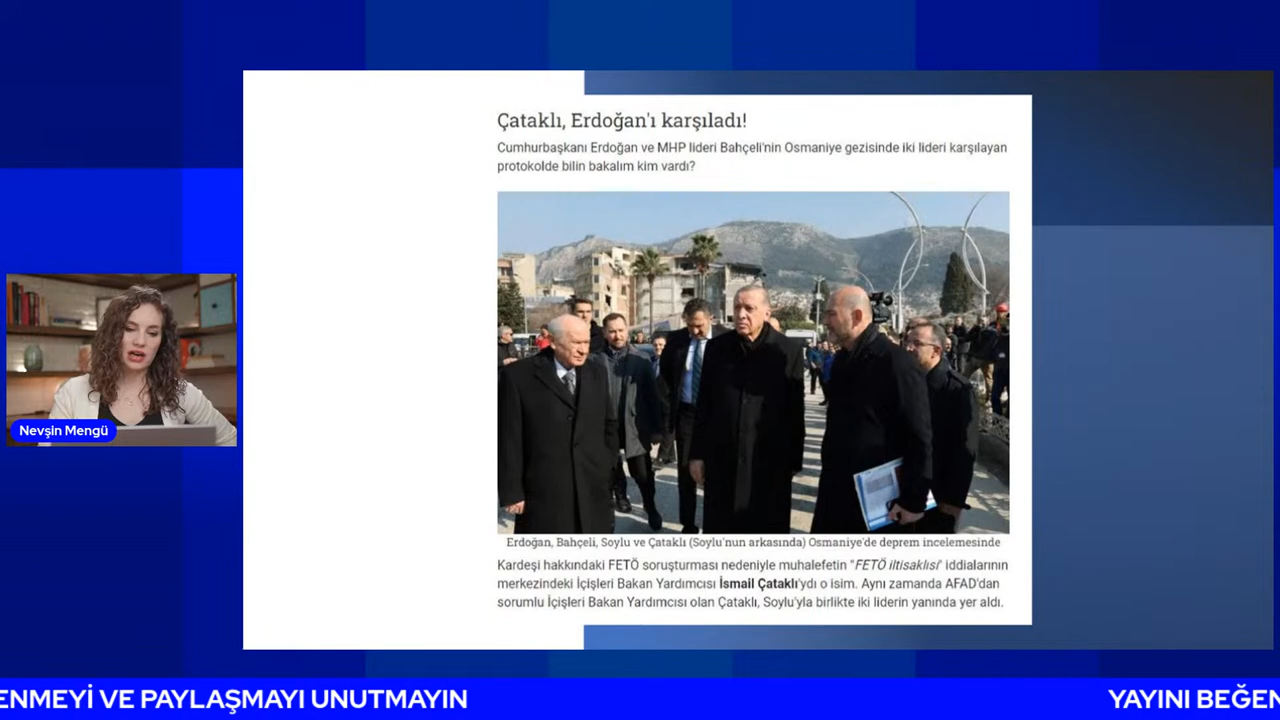 Çataklı, Erdoğan'ı karşıladı!
Cumhurbaşkanı Erdoğan ve MHP lideri Bahçeli'nin Osmaniye gezisinde iki lideri karşılayan
protokolde bilin bakalım kim vardı?
Erdoğan, Bahçeli, Soylu ve Çataklı (Soylu'nun arkasında) Osmaniye'de deprem incelemesinde
Kardeşi hakkındaki FETÖ soruşturması nedeniyle muhalefetin "FETÖ iltisaklısı" iddialarının
merkezindeki İçişleri Bakan Yardımcısı İsmail Çataklı'ydı o isim. Aynı zamanda AFAD'dan
sorumlu İçişleri Bakan Yardımcısı olan Çataklı, Soylu'yla birlikte iki liderin yanında yer aldı.
Nevşin Mengü
ENMEYİ VE PAYLAŞMAYI UNUTMAYIN
YAYINI BEĞEN